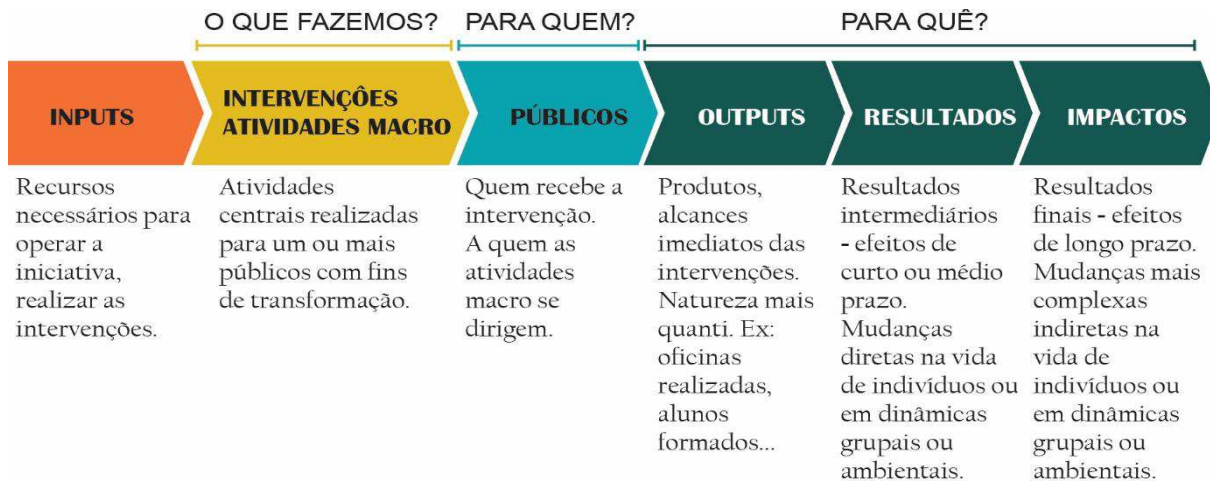 O QUE FAZEMOS?
PARA QUEM?
PARA QUÊ?
INPUTS
INTERVENÇÔES
ATIVIDADES MACRO
PÚBLICOS
OUTPUTS
RESULTADOS
IMPACTOS
Recursos
necessários para
operar a
iniciativa,
realizar as
intervenções.
Atividades
centrais realizadas
para um ou mais
públicos com fins
de transformação.
Quem recebe a
intervenção.
A quem as
atividades
macro se
dirigem.
Produtos,
alcances
imediatos das
intervenções.
Natureza mais
quanti. Ex:
oficinas
realizadas,
alunos
formados...
Resultados
intermediários
- efeitos de
curto ou médio
prazo.
Mudanças
diretas na vida
de indivíduos ou
em dinâmicas
grupais ou
ambientais.
Resultados
finais - efeitos
de longo prazo.
Mudanças mais
complexas
indiretas na
vida de
indivíduos ou
em dinâmicas
grupais ou
ambientais.